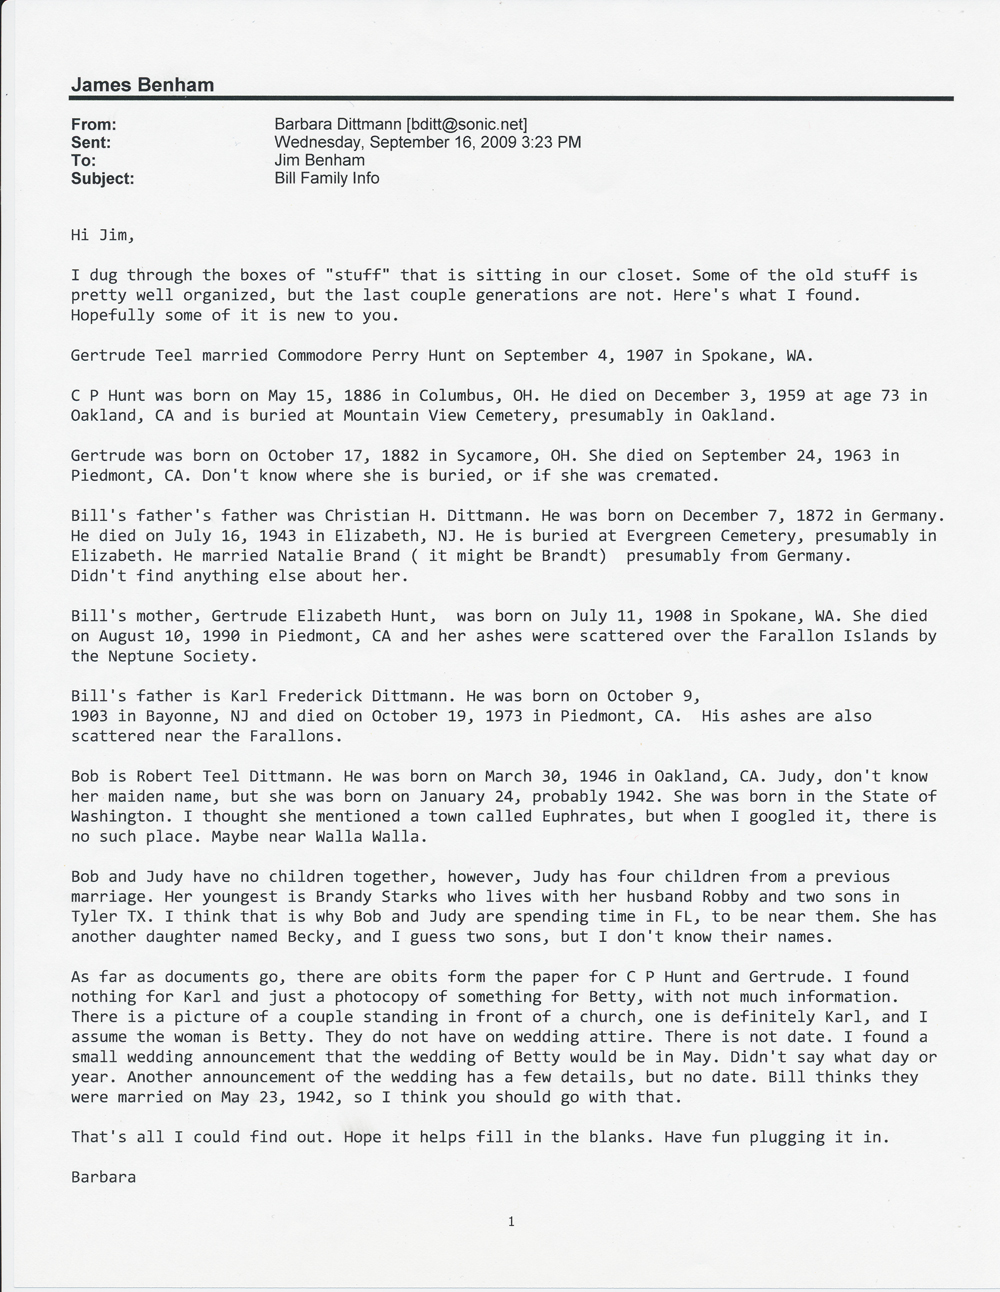 James Benham
From: Barbara Dittmann [bditt@sonic.net]
Sent: Wednesday, September 16, 2009 3:23 PM
To: Jim Benham
Subject: Bill Family Info
Hi Jim,
I dug through the boxes of "stuff" that is sitting in our closet. Some of the old stuff is
pretty well organized, but the last couple generations are not. Here's what I found.
Hopefully some of it is new to you.
Gertrude Teel married Commodore Perry Hunt on September 4, 1907 in Spokane, WA.
C P Hunt was born on May 15, 1886 in Columbus, OH. He died on December 3, 1959 at age 73 in
Oakland, CA and is buried at Mountain View Cemetery, presumably in Oakland.
Gertrude was born on October 17, 1882 in Sycamore, OH. She died on September 24, 1963 in
Piedmont, CA. Don't know where she is buried, or if she was cremated.
Bill's father's father was Christian H. Dittmann. He was born on December 7, 1872 in Germany.
He died on July 16, 1943 in Elizabeth, NJ. He is buried at Evergreen Cemetery, presumably in
Elizabeth. He married Natalie Brand ( it might be Brandt)  presumably from Germany.
Didn't find anything else about her.
Bill's mother, Gertrude Elizabeth Hunt,  was born on July 11, 1908 in Spokane, WA. She died
on August 10, 1990 in Piedmont, CA and her ashes were scattered over the Farallon Islands by
the Neptune Society.
Bill's father is Karl Frederick Dittmann. He was born on October 9,
1903 in Bayonne, NJ and died on October 19, 1973 in Piedmont, CA.  His ashes are also
scattered near the Farallons.
Bob is Robert Teel Dittmann. He was born on March 30, 1946 in Oakland, CA. Judy, don't know
her maiden name, but she was born on January 24, probably 1942. She was born in the State of
Washington. I thought she mentioned a town called Euphrates, but when I googled it, there is
no such place. Maybe near Walla Walla.
Bob and Judy have no children together, however, Judy has four children from a previous
marriage. Her youngest is Brandy Starks who lives with her husband Robby and two sons in
Tyler TX. I think that is why Bob and Judy are spending time in FL, to be near them. She has
another daughter named Becky, and I guess two sons, but I don't know their names.
As far as documents go, there are obits form the paper for C P Hunt and Gertrude. I found
nothing for Karl and just a photocopy of something for Betty, with not much information.
There is a picture of a couple standing in front of a church, one is definitely Karl, and I
assume the woman is Betty. They do not have on wedding attire. There is not date. I found a
small wedding announcement that the wedding of Betty would be in May. Didn't say what day or
year. Another announcement of the wedding has a few details, but no date. Bill thinks they
were married on May 23, 1942, so I think you should go with that.
That's all I could find out. Hope it helps fill in the blanks. Have fun plugging it in.
Barbara
1